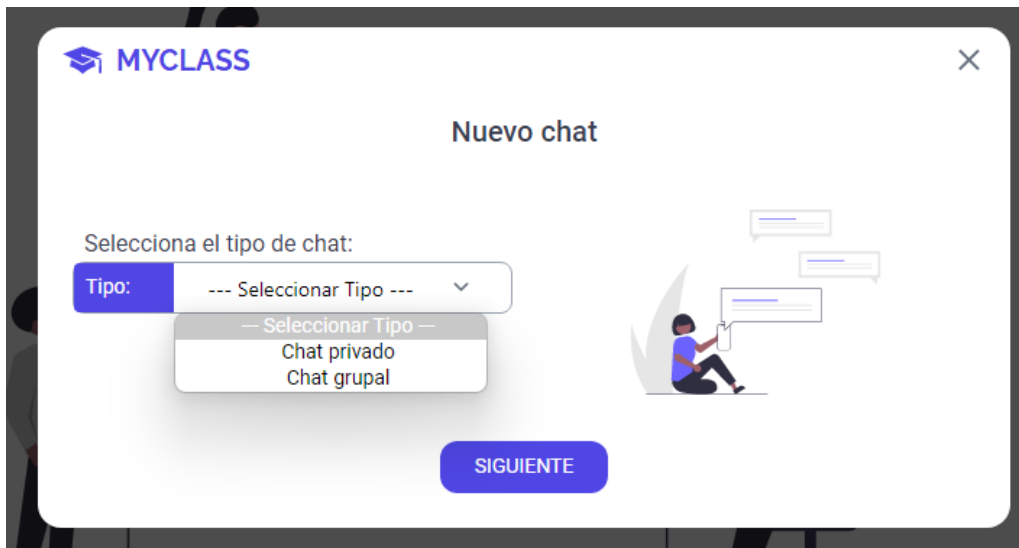 MYCLASS
Nuevo chat
Selecciona el tipo de chat:
Tipo: --- Seleccionar Tipo ---
--- Seleccionar Tipo ---
Chat privado
Chat grupal
SIGUIENTE